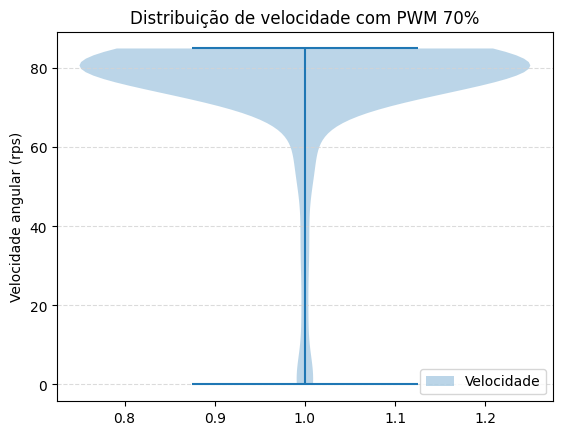 Distribuição de velocidade com PWM 70%
Velocidade angular (rps)
80
60
40
20
0
Velocidade
0.8 0.9 1.0 1.1 1.2